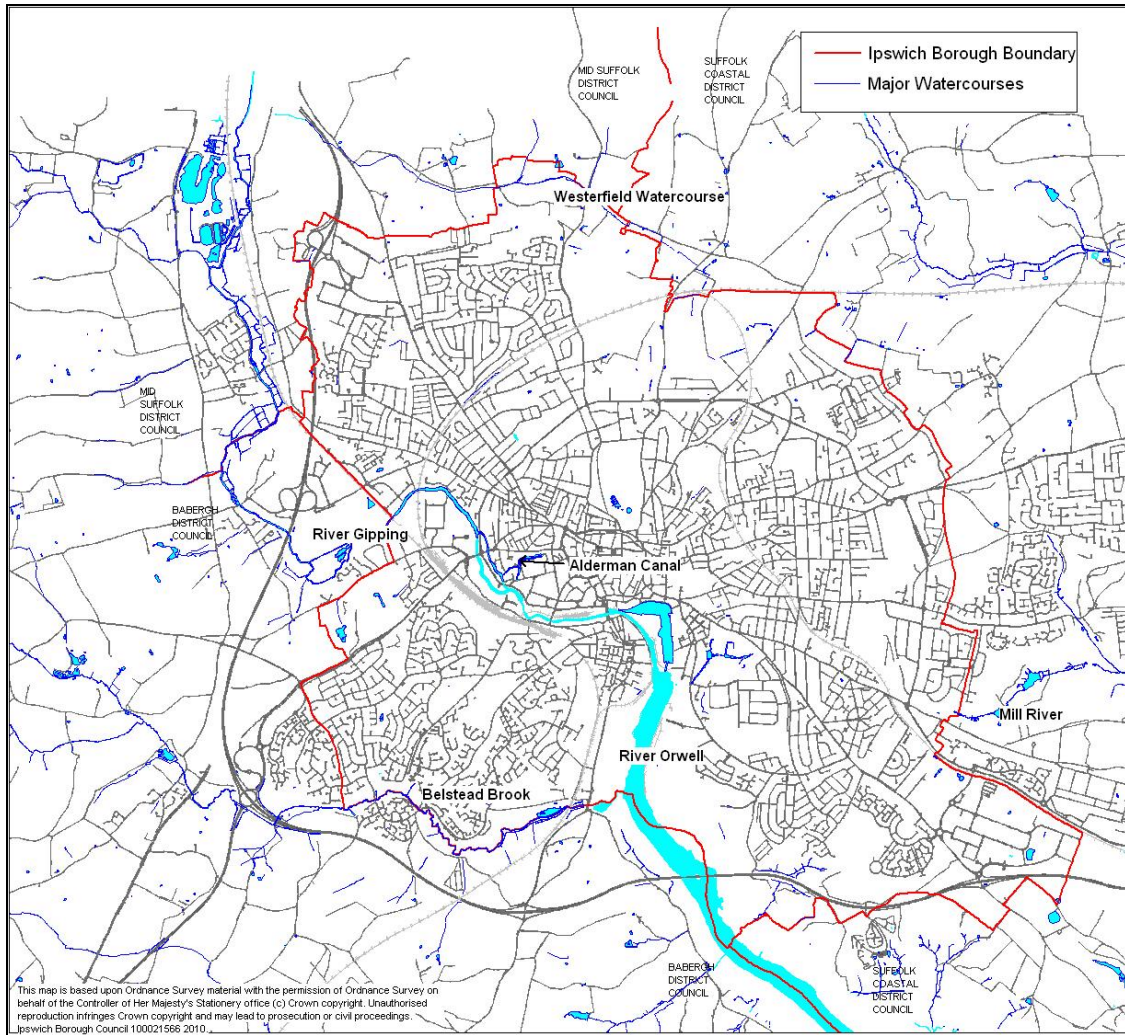 Ipswich Borough Boundary
Major Watercourses
MID SUFFOLK
DISTRICT
COUNCIL
SUFFOLK
COASTAL
DISTRICT
COUNCIL
Westerfield Watercourse
MID
SUFFOLK
DISTRICT
COUNCIL
BABERGH
DISTRICT
COUNCIL
River Gipping
Alderman Canal
Mill River
River Orwell
Belstead Brook
BABERGH
DISTRICT
COUNCIL
SUFFOLK
COASTAL
DISTRICT
COUNCIL
This map is based upon Ordnance Survey material with the permission of Ordnance Survey on
behalf of the Controller of Her Majesty's Stationery office (c) Crown copyright. Unauthorised
reproduction infringes Crown copyright and may lead to prosecution or civil proceedings.
Ipswich Borough Council 100021566 2010.